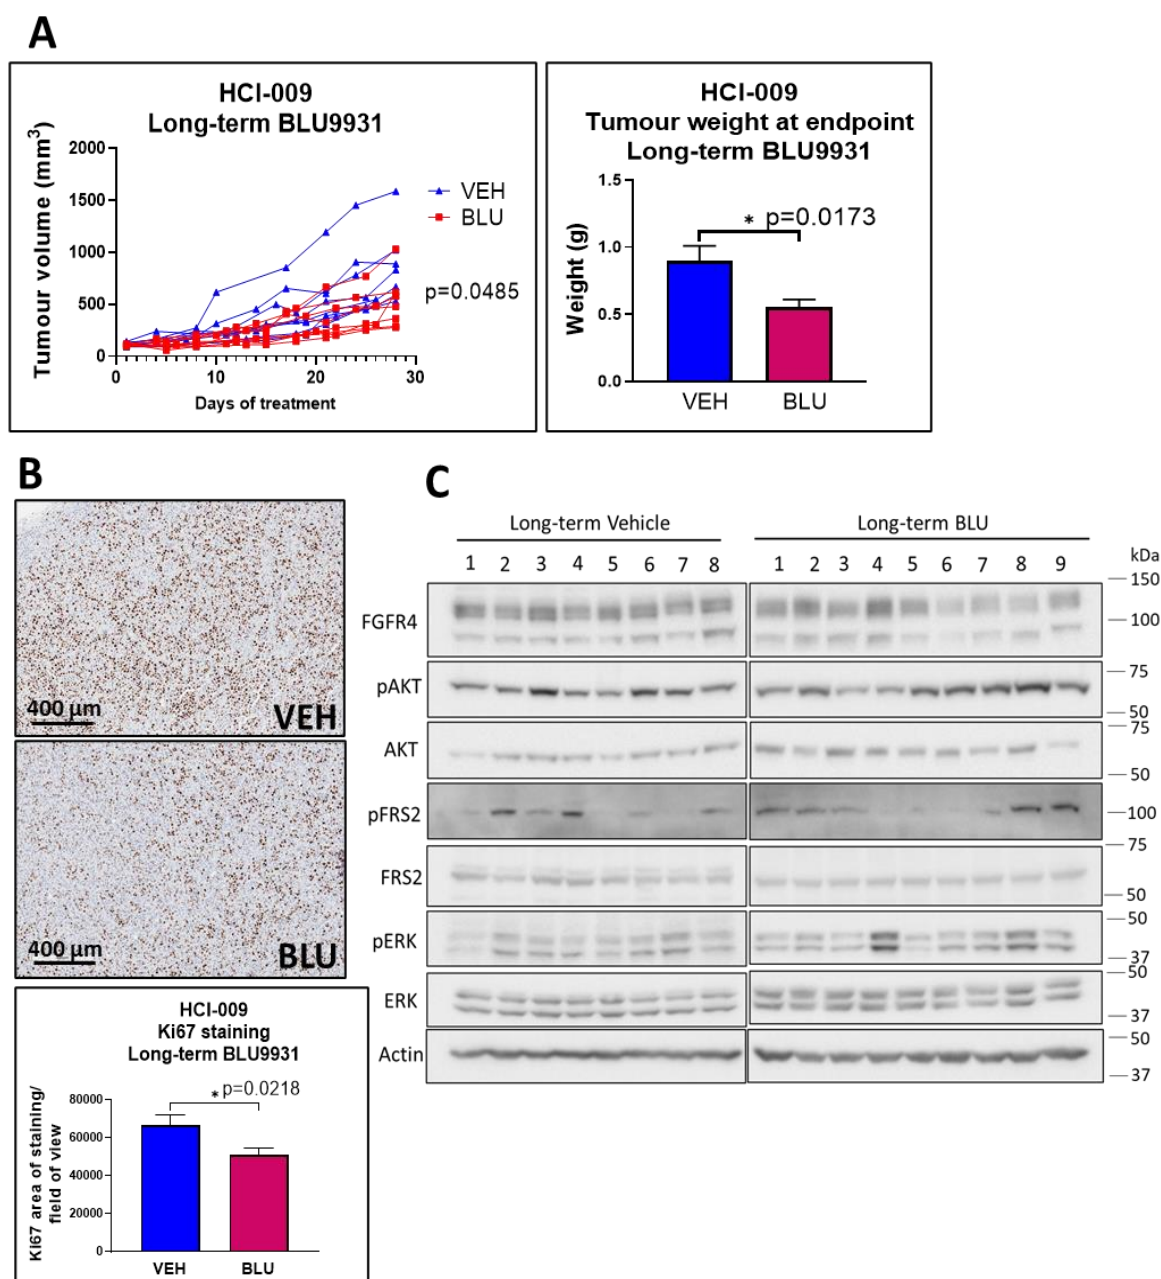 A
HCI-009
Long-term BLU9931
Tumour volume (mm3)
2000
1500
1000
500
0
0 10 20 30
Days of treatment
VEH
BLU
p=0.0485
HCI-009
Tumour weight at endpoint
Long-term BLU9931
Weight (g)
1.5
1.0
0.5
0.0
* p=0.0173
VEH BLU
B
400 µm
VEH
400 µm
BLU
HCI-009
Ki67 staining
Long-term BLU9931
Ki67 area of staining/
field of view
80000
60000
40000
20000
0
* p=0.0218
VEH BLU
C
Long-term Vehicle Long-term BLU
1 2 3 4 5 6 7 8 1 2 3 4 5 6 7 8 9
kDa
150
FGFR4 100
75
pAKT
50
75
AKT
50
pFRS2 100
75
FRS2
50
50
pERK
37
50
ERK
37
50
Actin
37